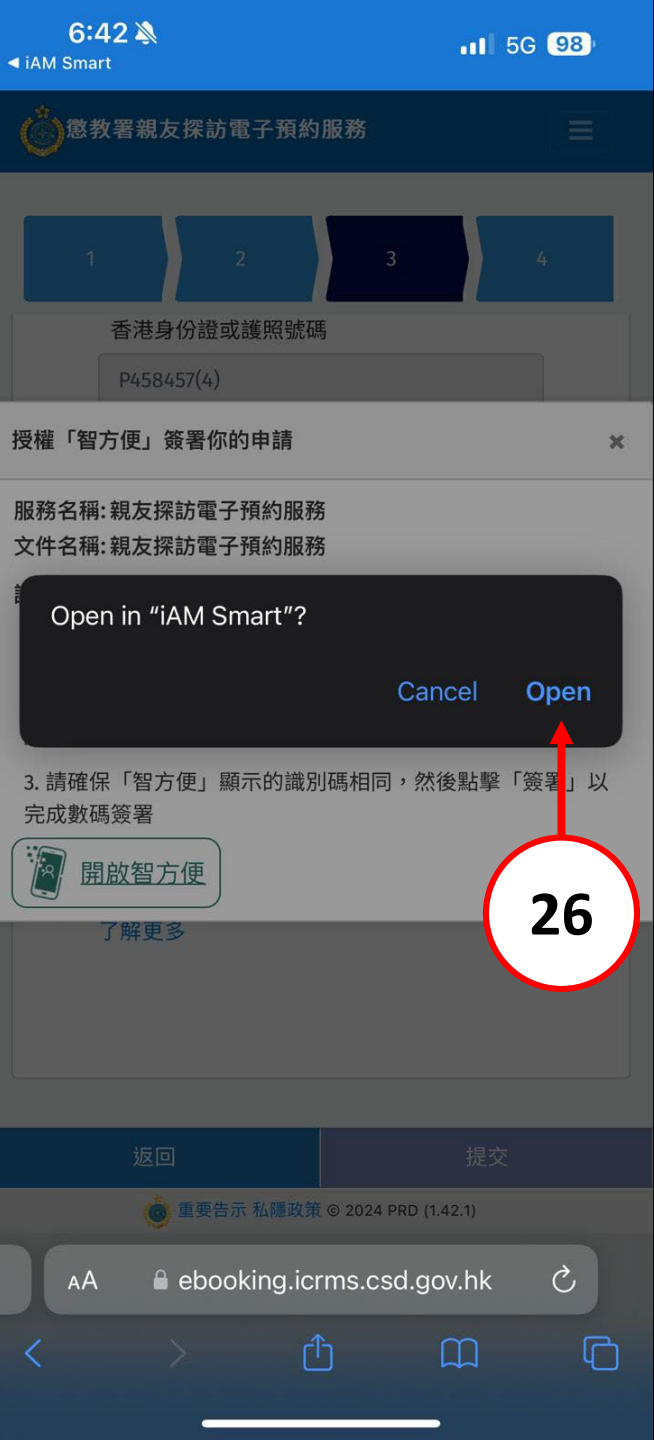 6:42
5G 98
◀ iAM Smart
懲教署親友探訪電子預約服務
1 2 3 4
香港身份證或護照號碼
P458457(4)
授權「智方便」簽署你的申請
服務名稱: 親友探訪電子預約服務
文件名稱: 親友探訪電子預約服務
Open in “iAM Smart”?
Cancel Open
3. 請確保「智方便」顯示的識別碼相同，然後點擊「簽署」以
完成數碼簽署
開啟智方便
26
了解更多
返回 提交
重要告示 私隱政策 © 2024 PRD (1.42.1)
AA ebooking.icrms.csd.gov.hk